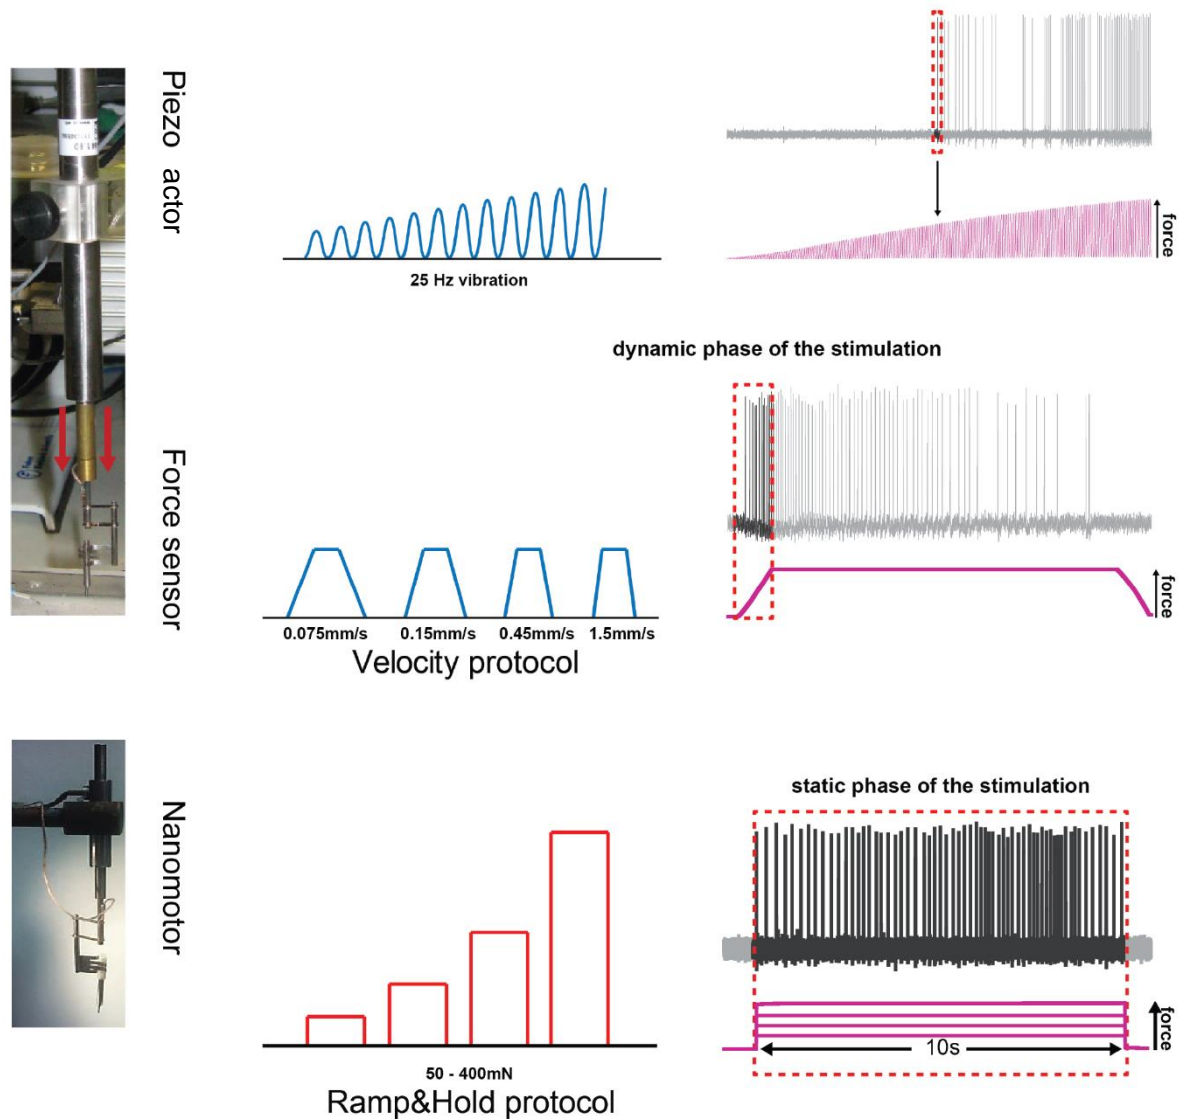 Piezo actor
25 Hz vibration
force
dynamic phase of the stimulation
Force sensor
0.075mm/s 0.15mm/s 0.45mm/s 1.5mm/s
Velocity protocol
force
Nanomotor
50 - 400mN
Ramp&Hold protocol
static phase of the stimulation
10s
force